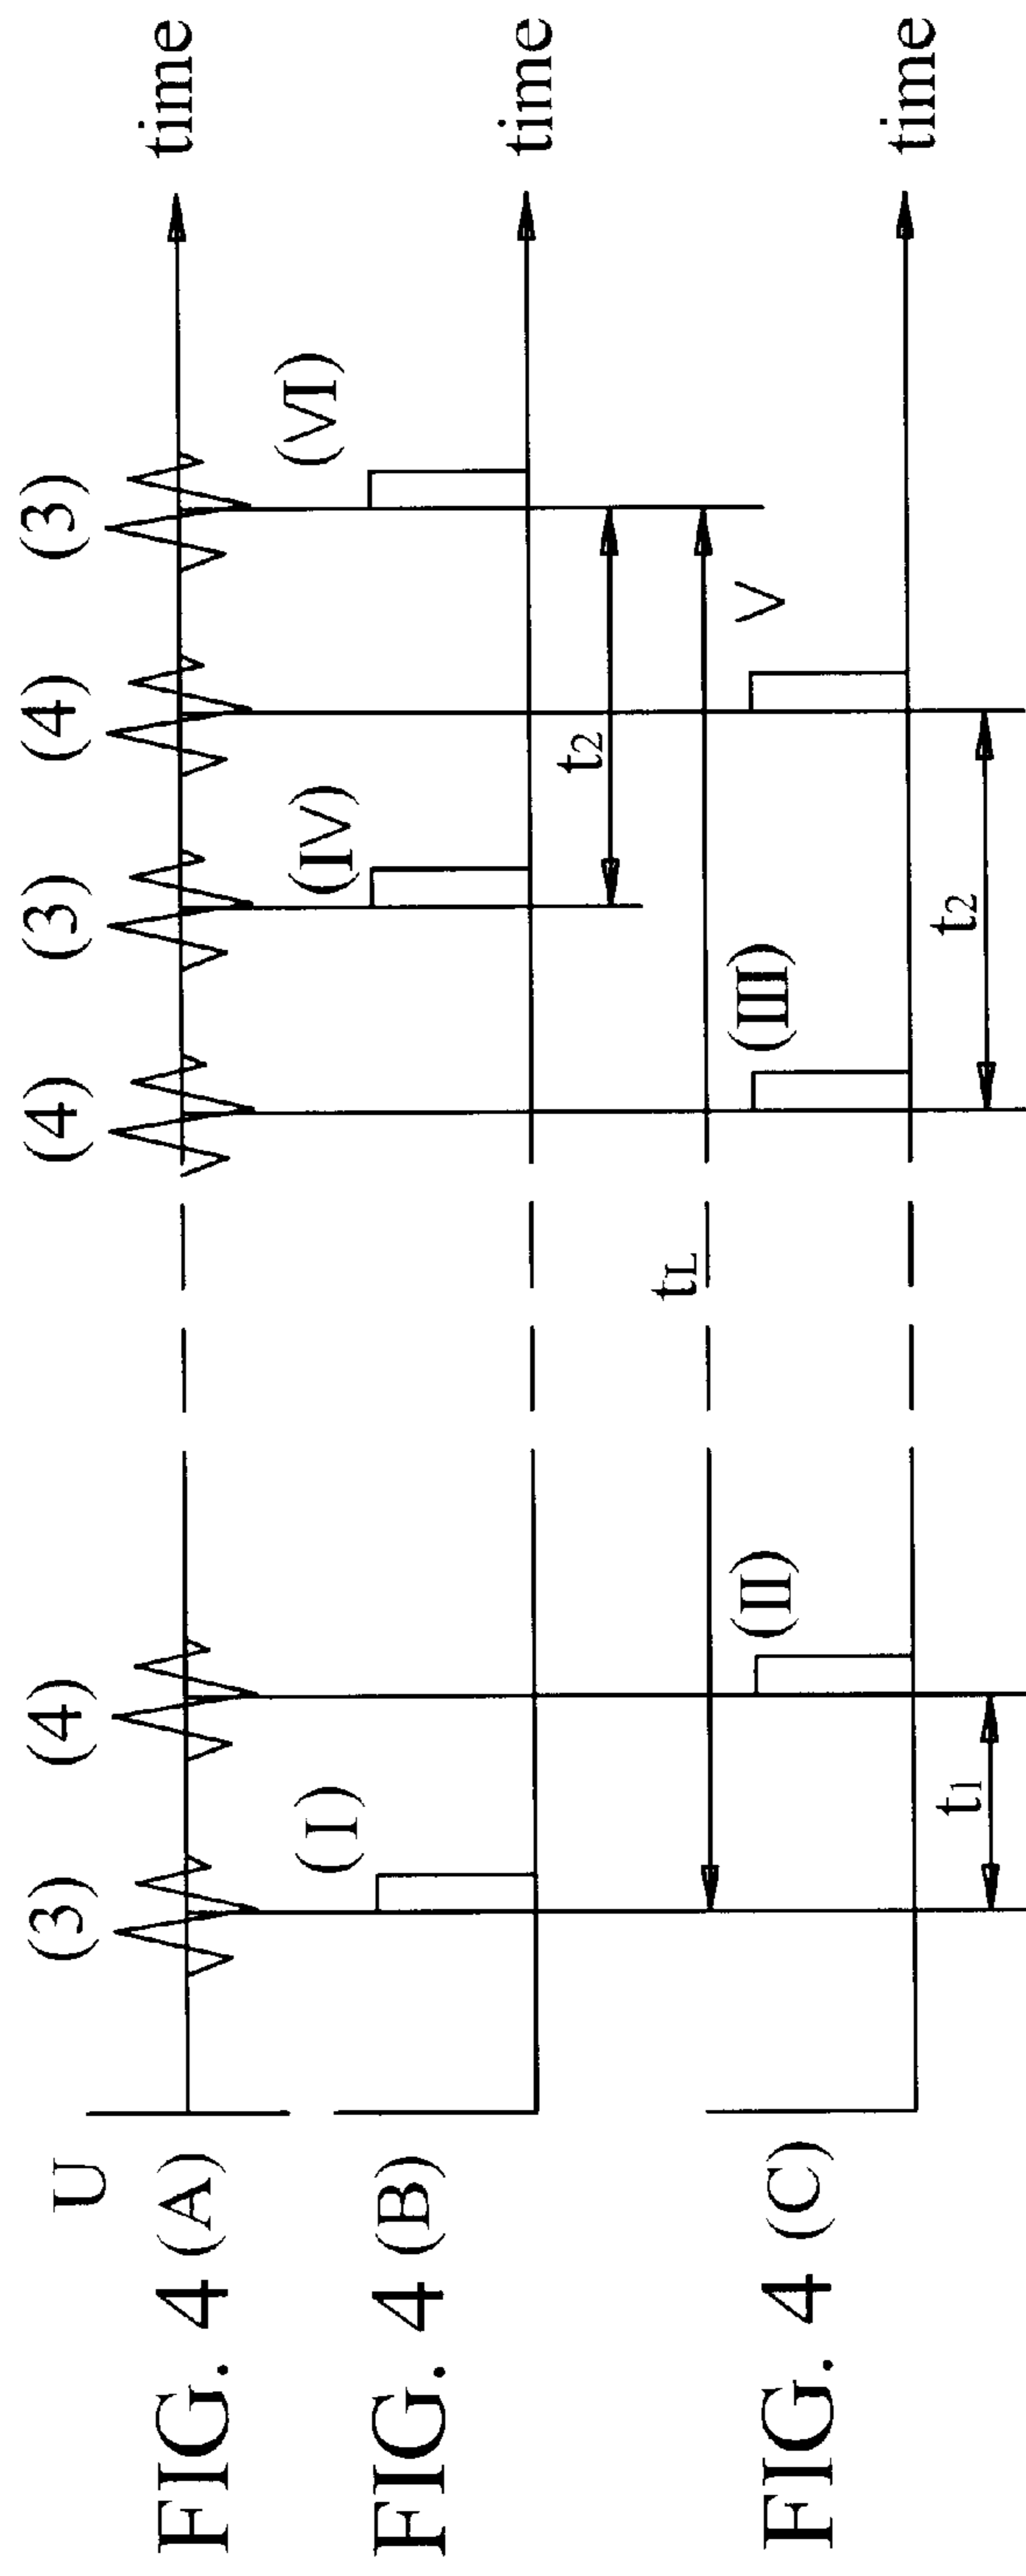 U
(3) (4) (4) (3) (4) (3)
FIG. 4 (A) time
(I) (IV) (VI)
FIG. 4 (B) time
t2
tL
(II) (III) V
FIG. 4 (C) time
t1 t2